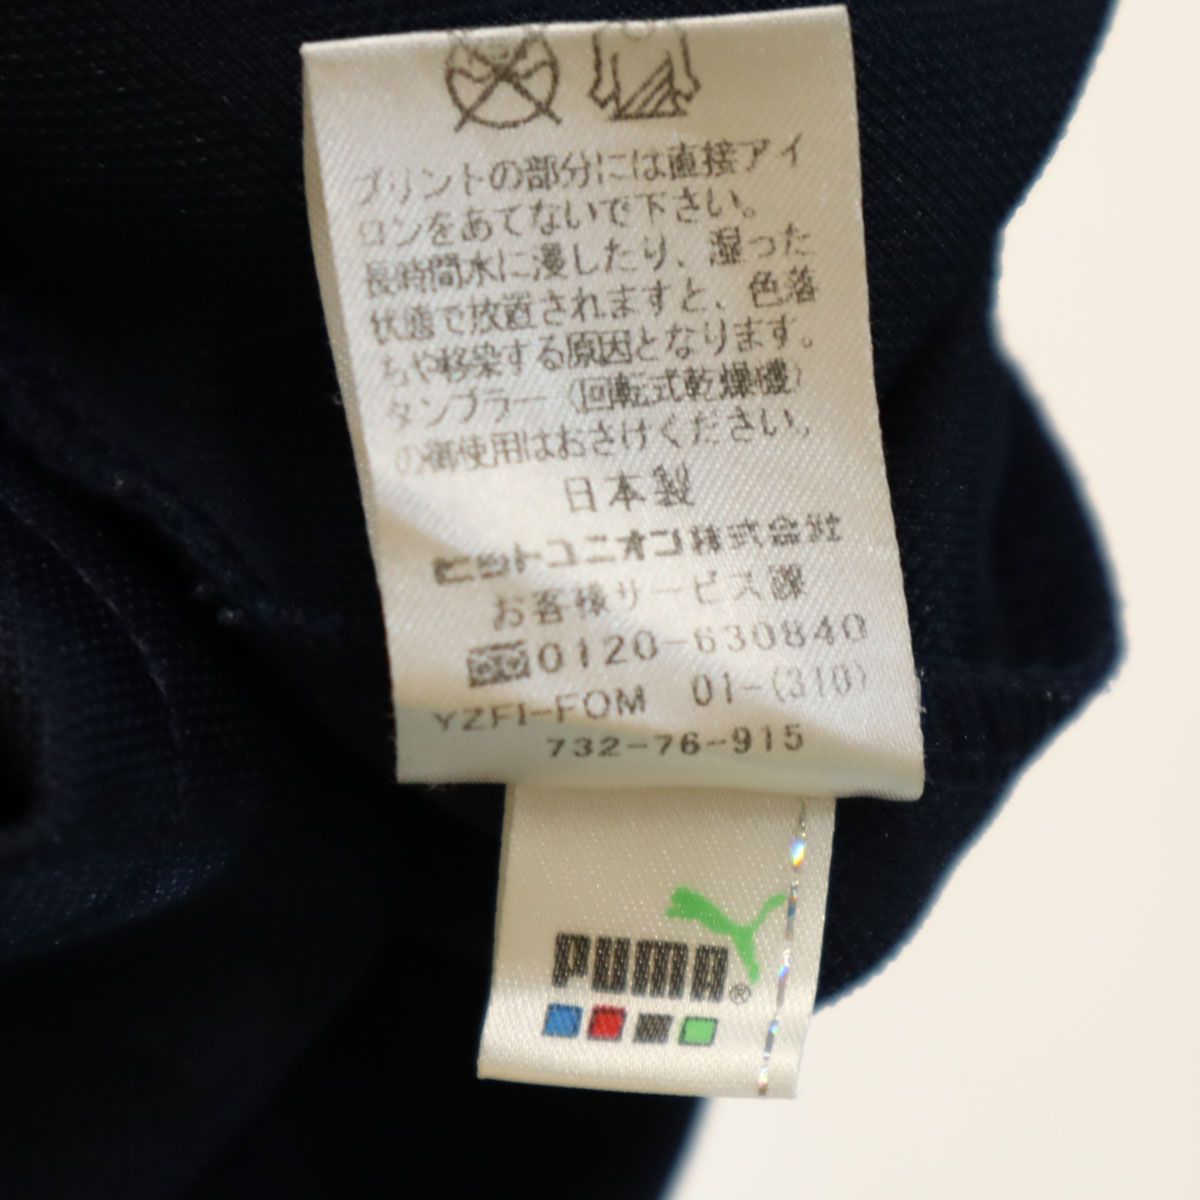 プリントの部分には直接アイ
ロンをあてないで下さい。
長時間水に浸したり、湿った
状態で放置されますと、色落
ちや移染する原因となります。
タンブラー（回転式乾燥機）
の御使用はおさけください。
日本製
ヒットユニオン株式会社
お客様サービス課
0120-630840
YZFI-FOM 01-(310)
732-76-915
PUMA®